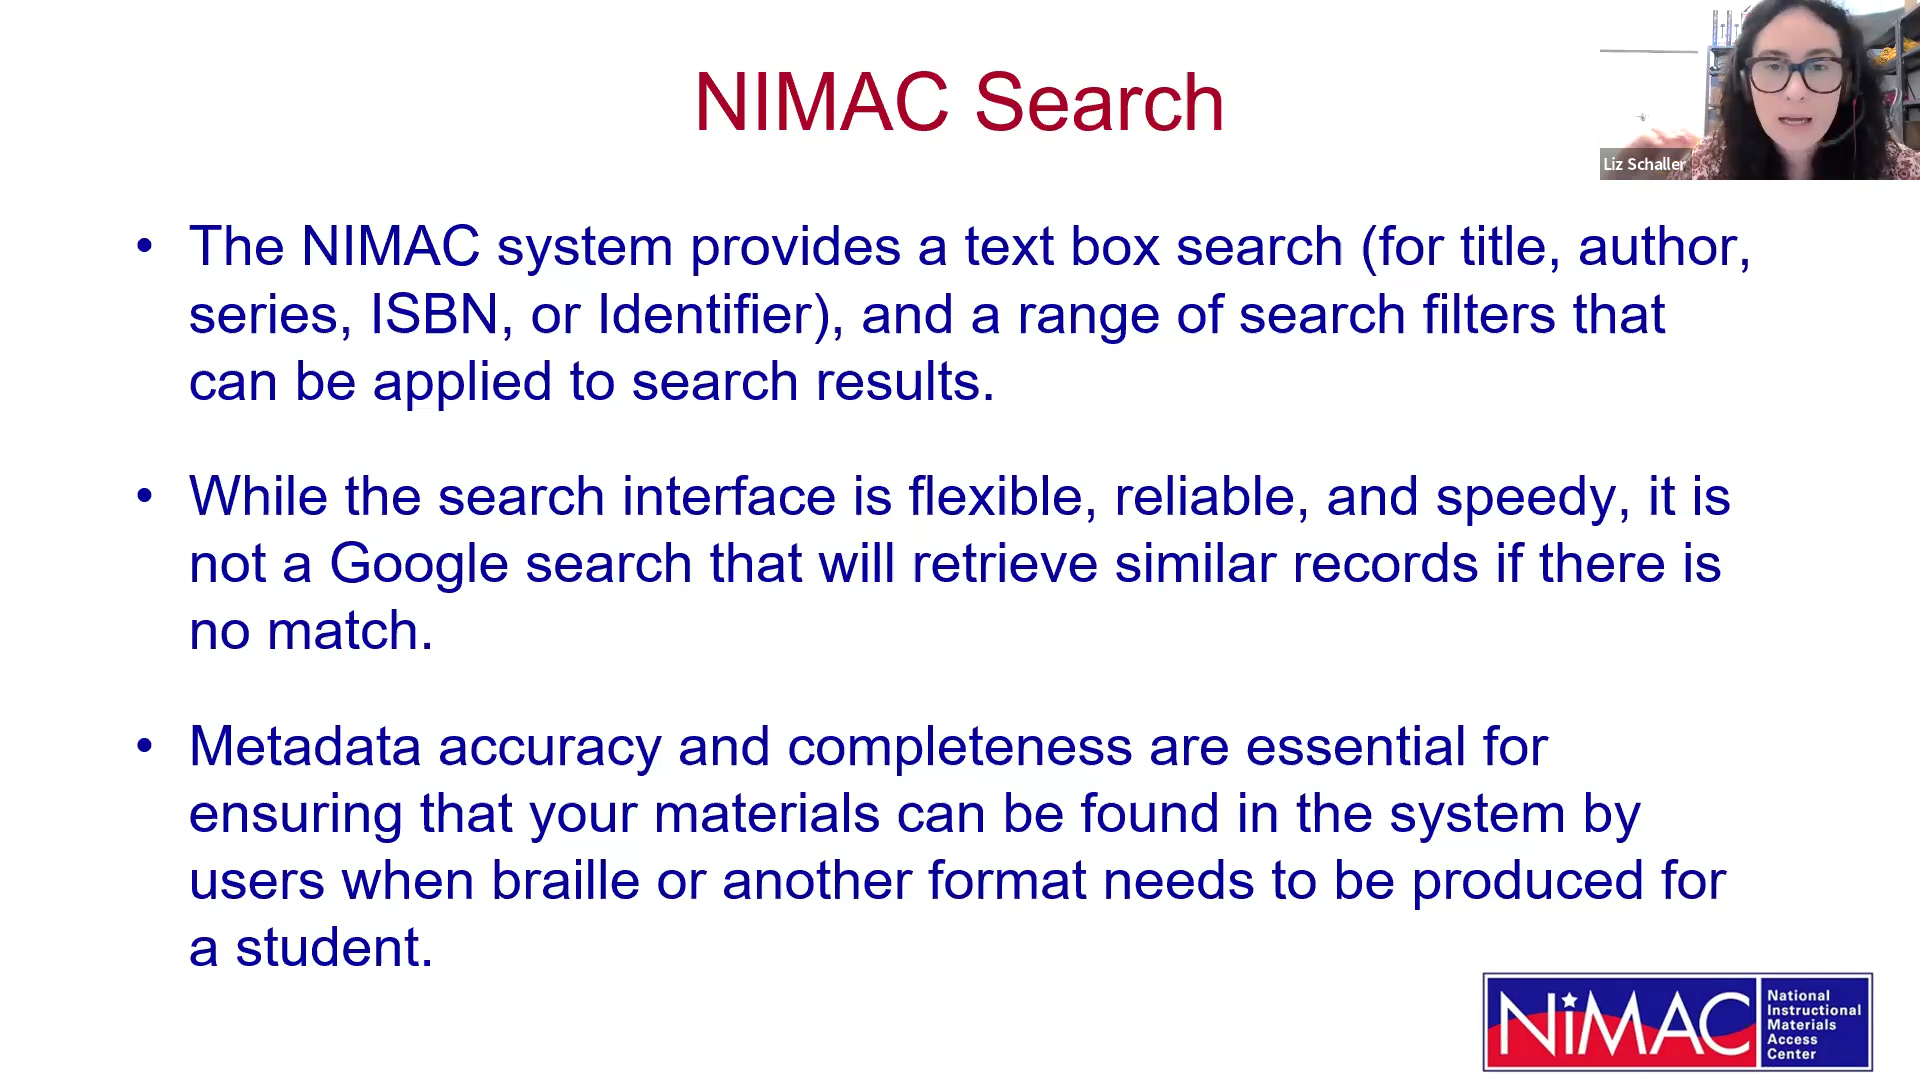 NIMAC Search
Liz Schaller
• The NIMAC system provides a text box search (for title, author,
series, ISBN, or Identifier), and a range of search filters that
can be applied to search results.
• While the search interface is flexible, reliable, and speedy, it is
not a Google search that will retrieve similar records if there is
no match.
• Metadata accuracy and completeness are essential for
ensuring that your materials can be found in the system by
users when braille or another format needs to be produced for
a student.
NiMAC
National
Instructional
Materials
Access
Center